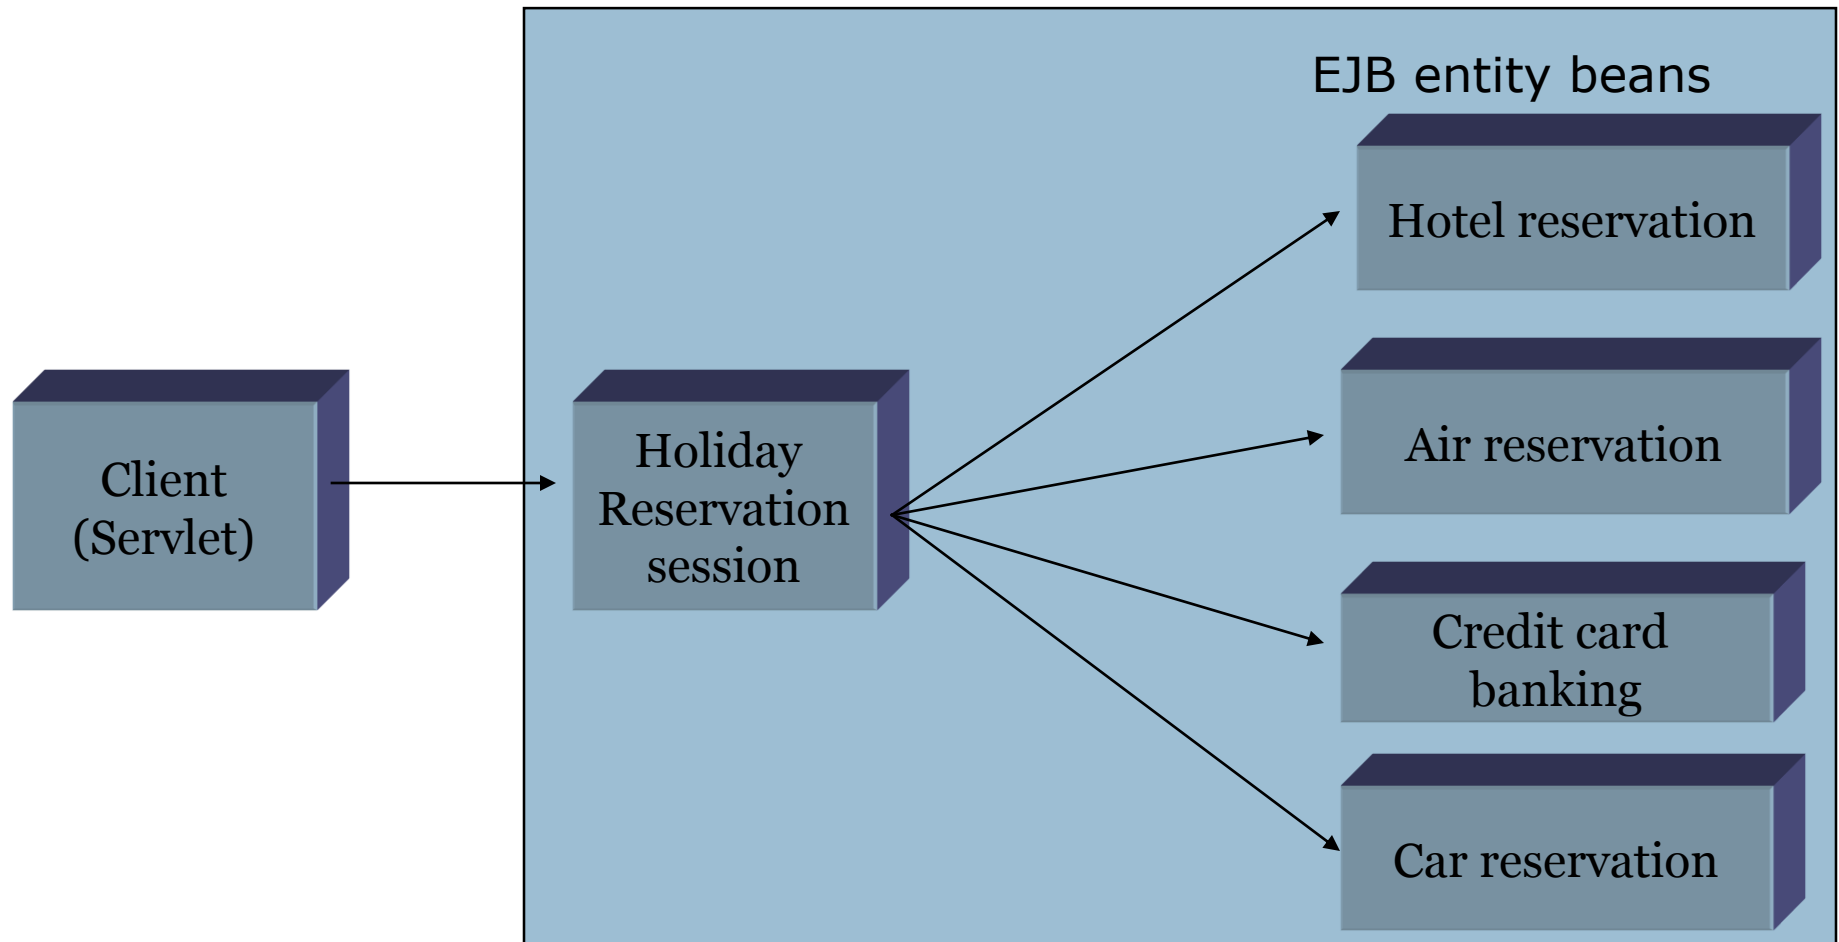 EJB entity beans
Hotel reservation
Air reservation
Client
(Servlet)
Holiday
Reservation
session
Credit card
banking
Car reservation